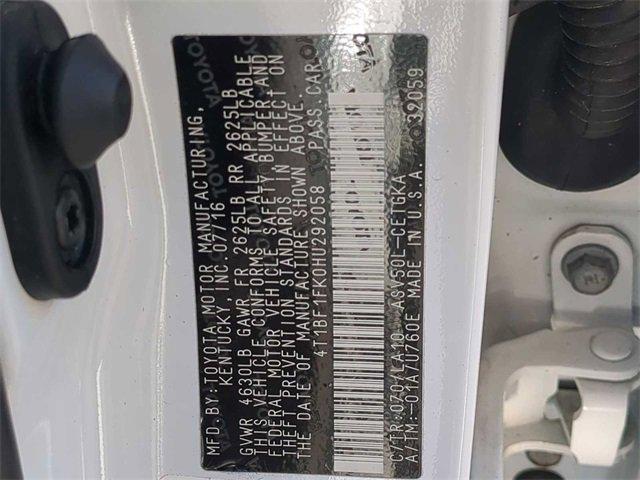 MFD. BY: TOYOTA MOTOR MANUFACTURING,
KENTUCKY, INC. 07/16
GVWR 4630LB GAWR FR 2625LB RR 2625LB
THIS VEHICLE CONFORMS TO ALL APPLICABLE
FEDERAL MOTOR VEHICLE SAFETY, BUMPER, AND
THEFT PREVENTION STANDARDS IN EFFECT ON
THE DATE OF MANUFACTURE SHOWN ABOVE.
4T1BF1FK0HU292058 PASS. CAR
C/TR: 0797/LA10 ASV50L-CETGKA
A/TM: -01A/U760E MADE IN U.S.A. 32059